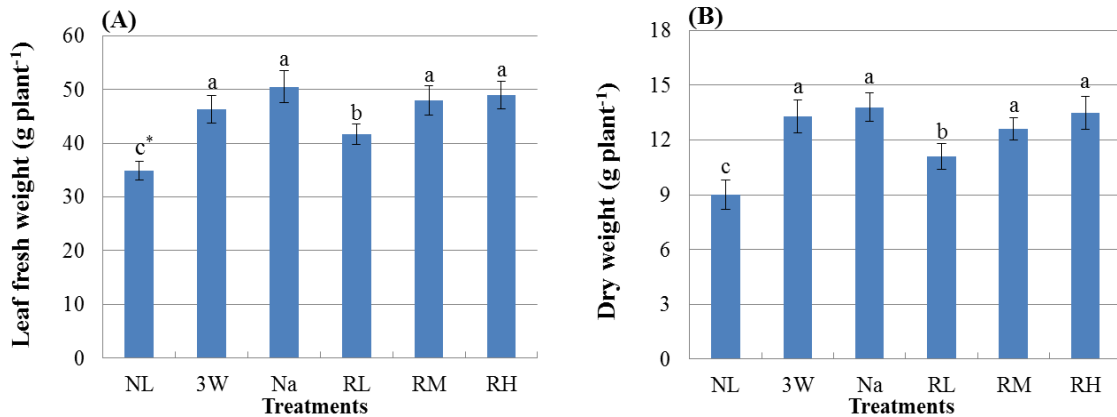 (A)
Leaf fresh weight (g plant⁻¹)
60
50
40
30
20
10
0
c*
a
a
b
a
a
NL 3W Na RL RM RH
Treatments
(B)
Dry weight (g plant⁻¹)
18
15
12
9
6
3
0
c
a
a
b
a
a
NL 3W Na RL RM RH
Treatments